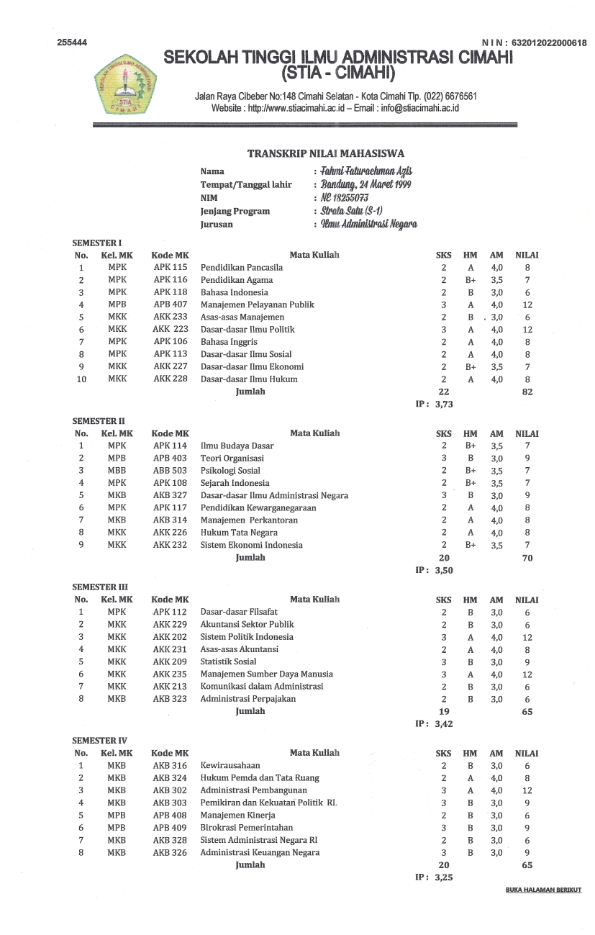 255444
NIN : 632012022000618
SEKOLAH TINGGI ILMU ADMINISTRASI CIMAHI
(STIA - CIMAHI)
Jalan Raya Cibeber No:148 Cimahi Selatan - Kota Cimahi Tlp. (022) 6676561
Website : http://www.stiacimahi.ac.id – Email : info@stiacimahi.ac.id
STIA
CIMAHI
TRANSKRIP NILAI MAHASISWA
Nama : Fahmi Faturachman Azis
Tempat/Tanggal lahir : Bandung, 24 Maret 1999
NIM : NE 18255073
Jenjang Program : Strata Satu (S-1)
Jurusan : Ilmu Administrasi Negara
SEMESTER I
No. Kel. MK Kode MK Mata Kuliah SKS HM AM NILAI
1 MPK APK 115 Pendidikan Pancasila 2 A 4,0 8
2 MPK APK 116 Pendidikan Agama 2 B+ 3,5 7
3 MPK APK 118 Bahasa Indonesia 2 B 3,0 6
4 MPB APB 407 Manajemen Pelayanan Publik 3 A 4,0 12
5 MKK AKK 233 Asas-asas Manajemen 2 B 3,0 6
6 MKK AKK 223 Dasar-dasar Ilmu Politik 3 A 4,0 12
7 MPK APK 106 Bahasa Inggris 2 A 4,0 8
8 MPK APK 113 Dasar-dasar Ilmu Sosial 2 A 4,0 8
9 MKK AKK 227 Dasar-dasar Ilmu Ekonomi 2 B+ 3,5 7
10 MKK AKK 228 Dasar-dasar Ilmu Hukum 2 A 4,0 8
Jumlah 22 82
IP : 3,73
SEMESTER II
No. Kel. MK Kode MK Mata Kuliah SKS HM AM NILAI
1 MPK APK 114 Ilmu Budaya Dasar 2 B+ 3,5 7
2 MPB APB 403 Teori Organisasi 3 B 3,0 9
3 MBB ABB 503 Psikologi Sosial 2 B+ 3,5 7
4 MPK APK 108 Sejarah Indonesia 2 B+ 3,5 7
5 MKB AKB 327 Dasar-dasar Ilmu Administrasi Negara 3 B 3,0 9
6 MPK APK 117 Pendidikan Kewarganegaraan 2 A 4,0 8
7 MKB AKB 314 Manajemen Perkantoran 2 A 4,0 8
8 MKK AKK 226 Hukum Tata Negara 2 A 4,0 8
9 MKK AKK 232 Sistem Ekonomi Indonesia 2 B+ 3,5 7
Jumlah 20 70
IP : 3,50
SEMESTER III
No. Kel. MK Kode MK Mata Kuliah SKS HM AM NILAI
1 MPK APK 112 Dasar-dasar Filsafat 2 B 3,0 6
2 MKK AKK 229 Akuntansi Sektor Publik 2 B 3,0 6
3 MKK AKK 202 Sistem Politik Indonesia 3 A 4,0 12
4 MKK AKK 231 Asas-asas Akuntansi 2 A 4,0 8
5 MKK AKK 209 Statistik Sosial 3 B 3,0 9
6 MKK AKK 235 Manajemen Sumber Daya Manusia 3 A 4,0 12
7 MKK AKK 213 Komunikasi dalam Administrasi 2 B 3,0 6
8 MKB AKB 323 Administrasi Perpajakan 2 B 3,0 6
Jumlah 19 65
IP : 3,42
SEMESTER IV
No. Kel. MK Kode MK Mata Kuliah SKS HM AM NILAI
1 MKB AKB 316 Kewirausahaan 2 B 3,0 6
2 MKB AKB 324 Hukum Pemda dan Tata Ruang 2 A 4,0 8
3 MKB AKB 302 Administrasi Pembangunan 3 A 4,0 12
4 MKB AKB 303 Pemikiran dan Kekuatan Politik RI. 3 B 3,0 9
5 MPB APB 408 Manajemen Kinerja 2 B 3,0 6
6 MPB APB 409 Birokrasi Pemerintahan 3 B 3,0 9
7 MKB AKB 328 Sistem Administrasi Negara RI 2 B 3,0 6
8 MKB AKB 326 Administrasi Keuangan Negara 3 B 3,0 9
Jumlah 20 65
IP : 3,25
BUKA HALAMAN BERIKUT